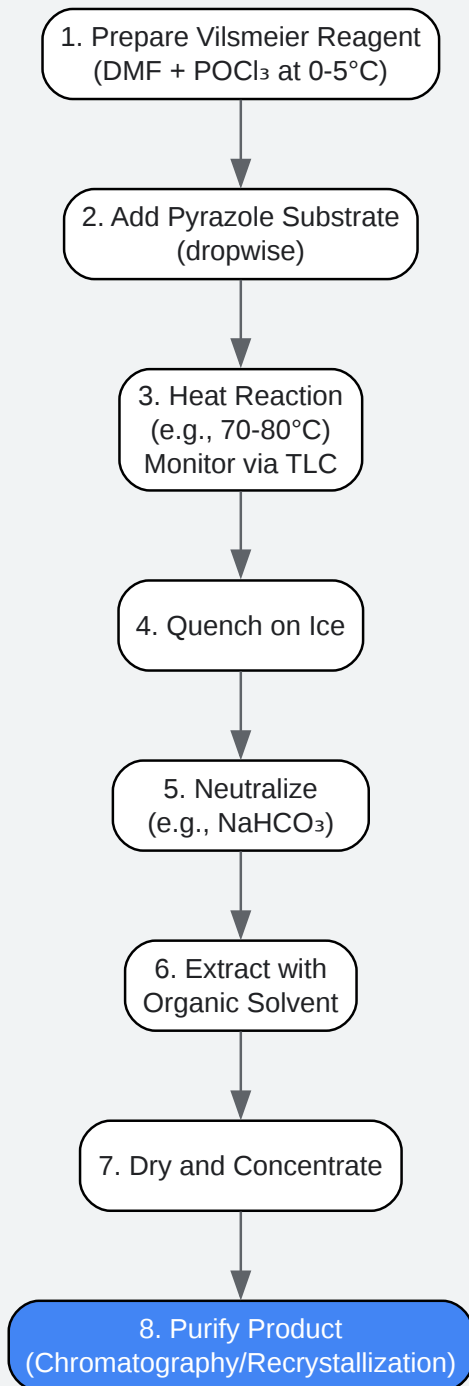 1. Prepare Vilsmeier Reagent
(DMF + POCl₃ at 0-5°C)
2. Add Pyrazole Substrate
(dropwise)
3. Heat Reaction
(e.g., 70-80°C)
Monitor via TLC
4. Quench on Ice
5. Neutralize
(e.g., NaHCO₃)
6. Extract with
Organic Solvent
7. Dry and Concentrate
8. Purify Product
(Chromatography/Recrystallization)